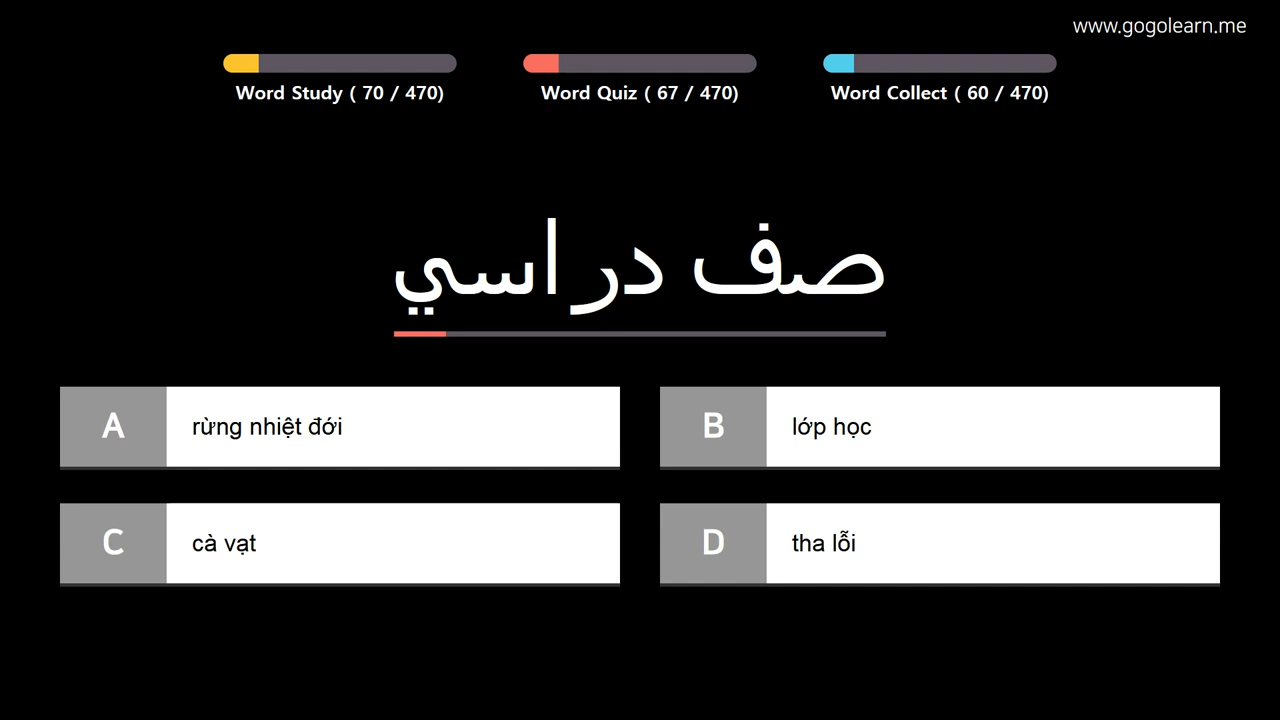 www.gogolearn.me
Word Study ( 70 / 470)
Word Quiz ( 67 / 470)
Word Collect ( 60 / 470)
صف دراسي
A rừng nhiệt đới
B lớp học
C cà vạt
D tha lỗi